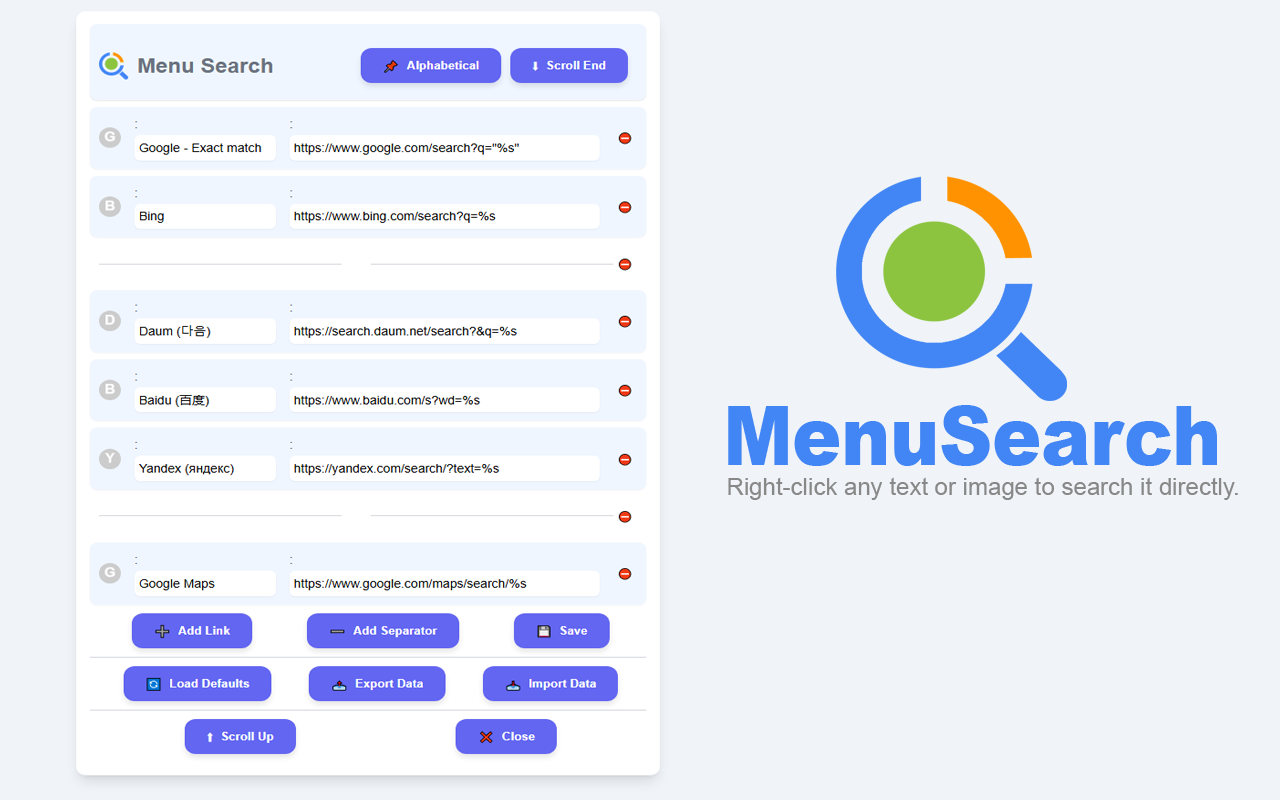 Menu Search
Alphabetical
Scroll End
G
:
:
Google - Exact match
https://www.google.com/search?q="%s"
B
:
:
Bing
https://www.bing.com/search?q=%s
D
:
:
Daum (다음)
https://search.daum.net/search?&q=%s
B
:
:
Baidu (百度)
https://www.baidu.com/s?wd=%s
Y
:
:
Yandex (яндекс)
https://yandex.com/search/?text=%s
G
:
:
Google Maps
https://www.google.com/maps/search/%s
Add Link
Add Separator
Save
Load Defaults
Export Data
Import Data
Scroll Up
Close
MenuSearch
Right-click any text or image to search it directly.